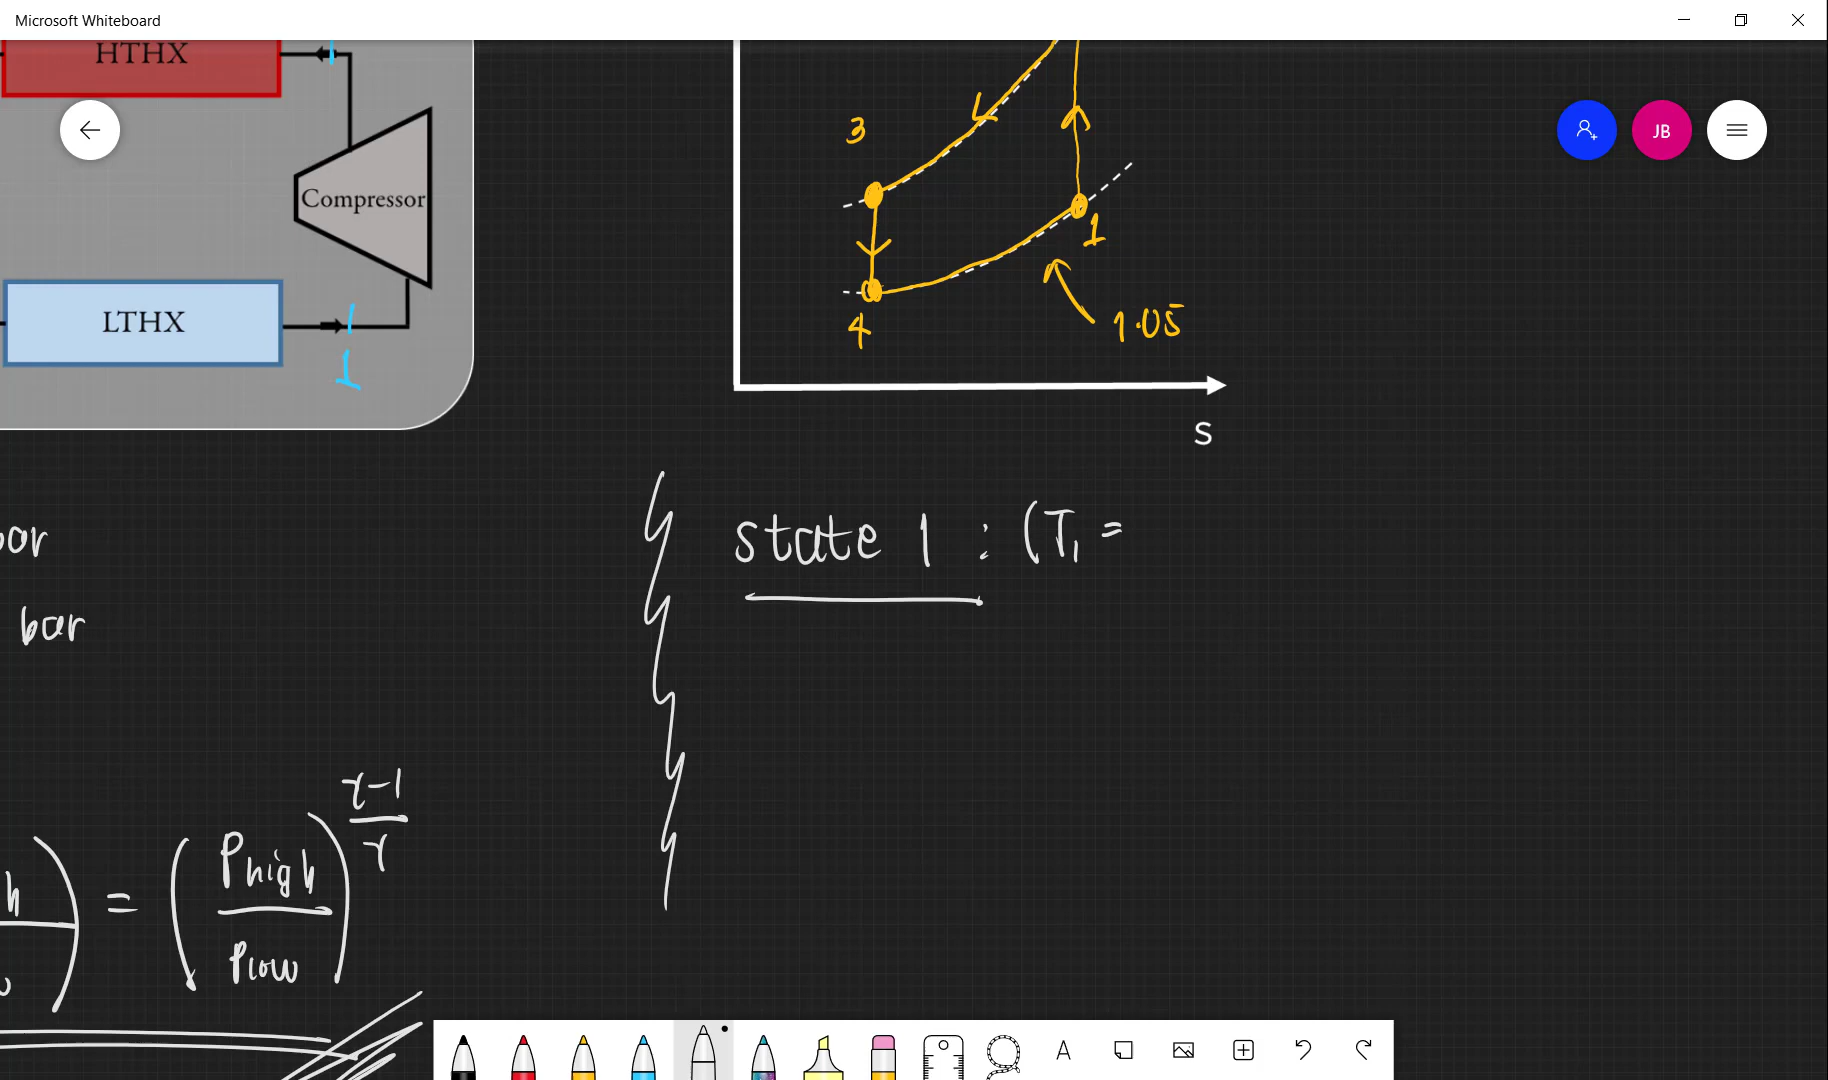 Microsoft Whiteboard
HTHX
Compressor
LTHX
1
3
1
4
1.05
S
JB
bar
state 1 : (T₁ =
bar
γ-1
γ
h
=
(Phigh
Plow)
A